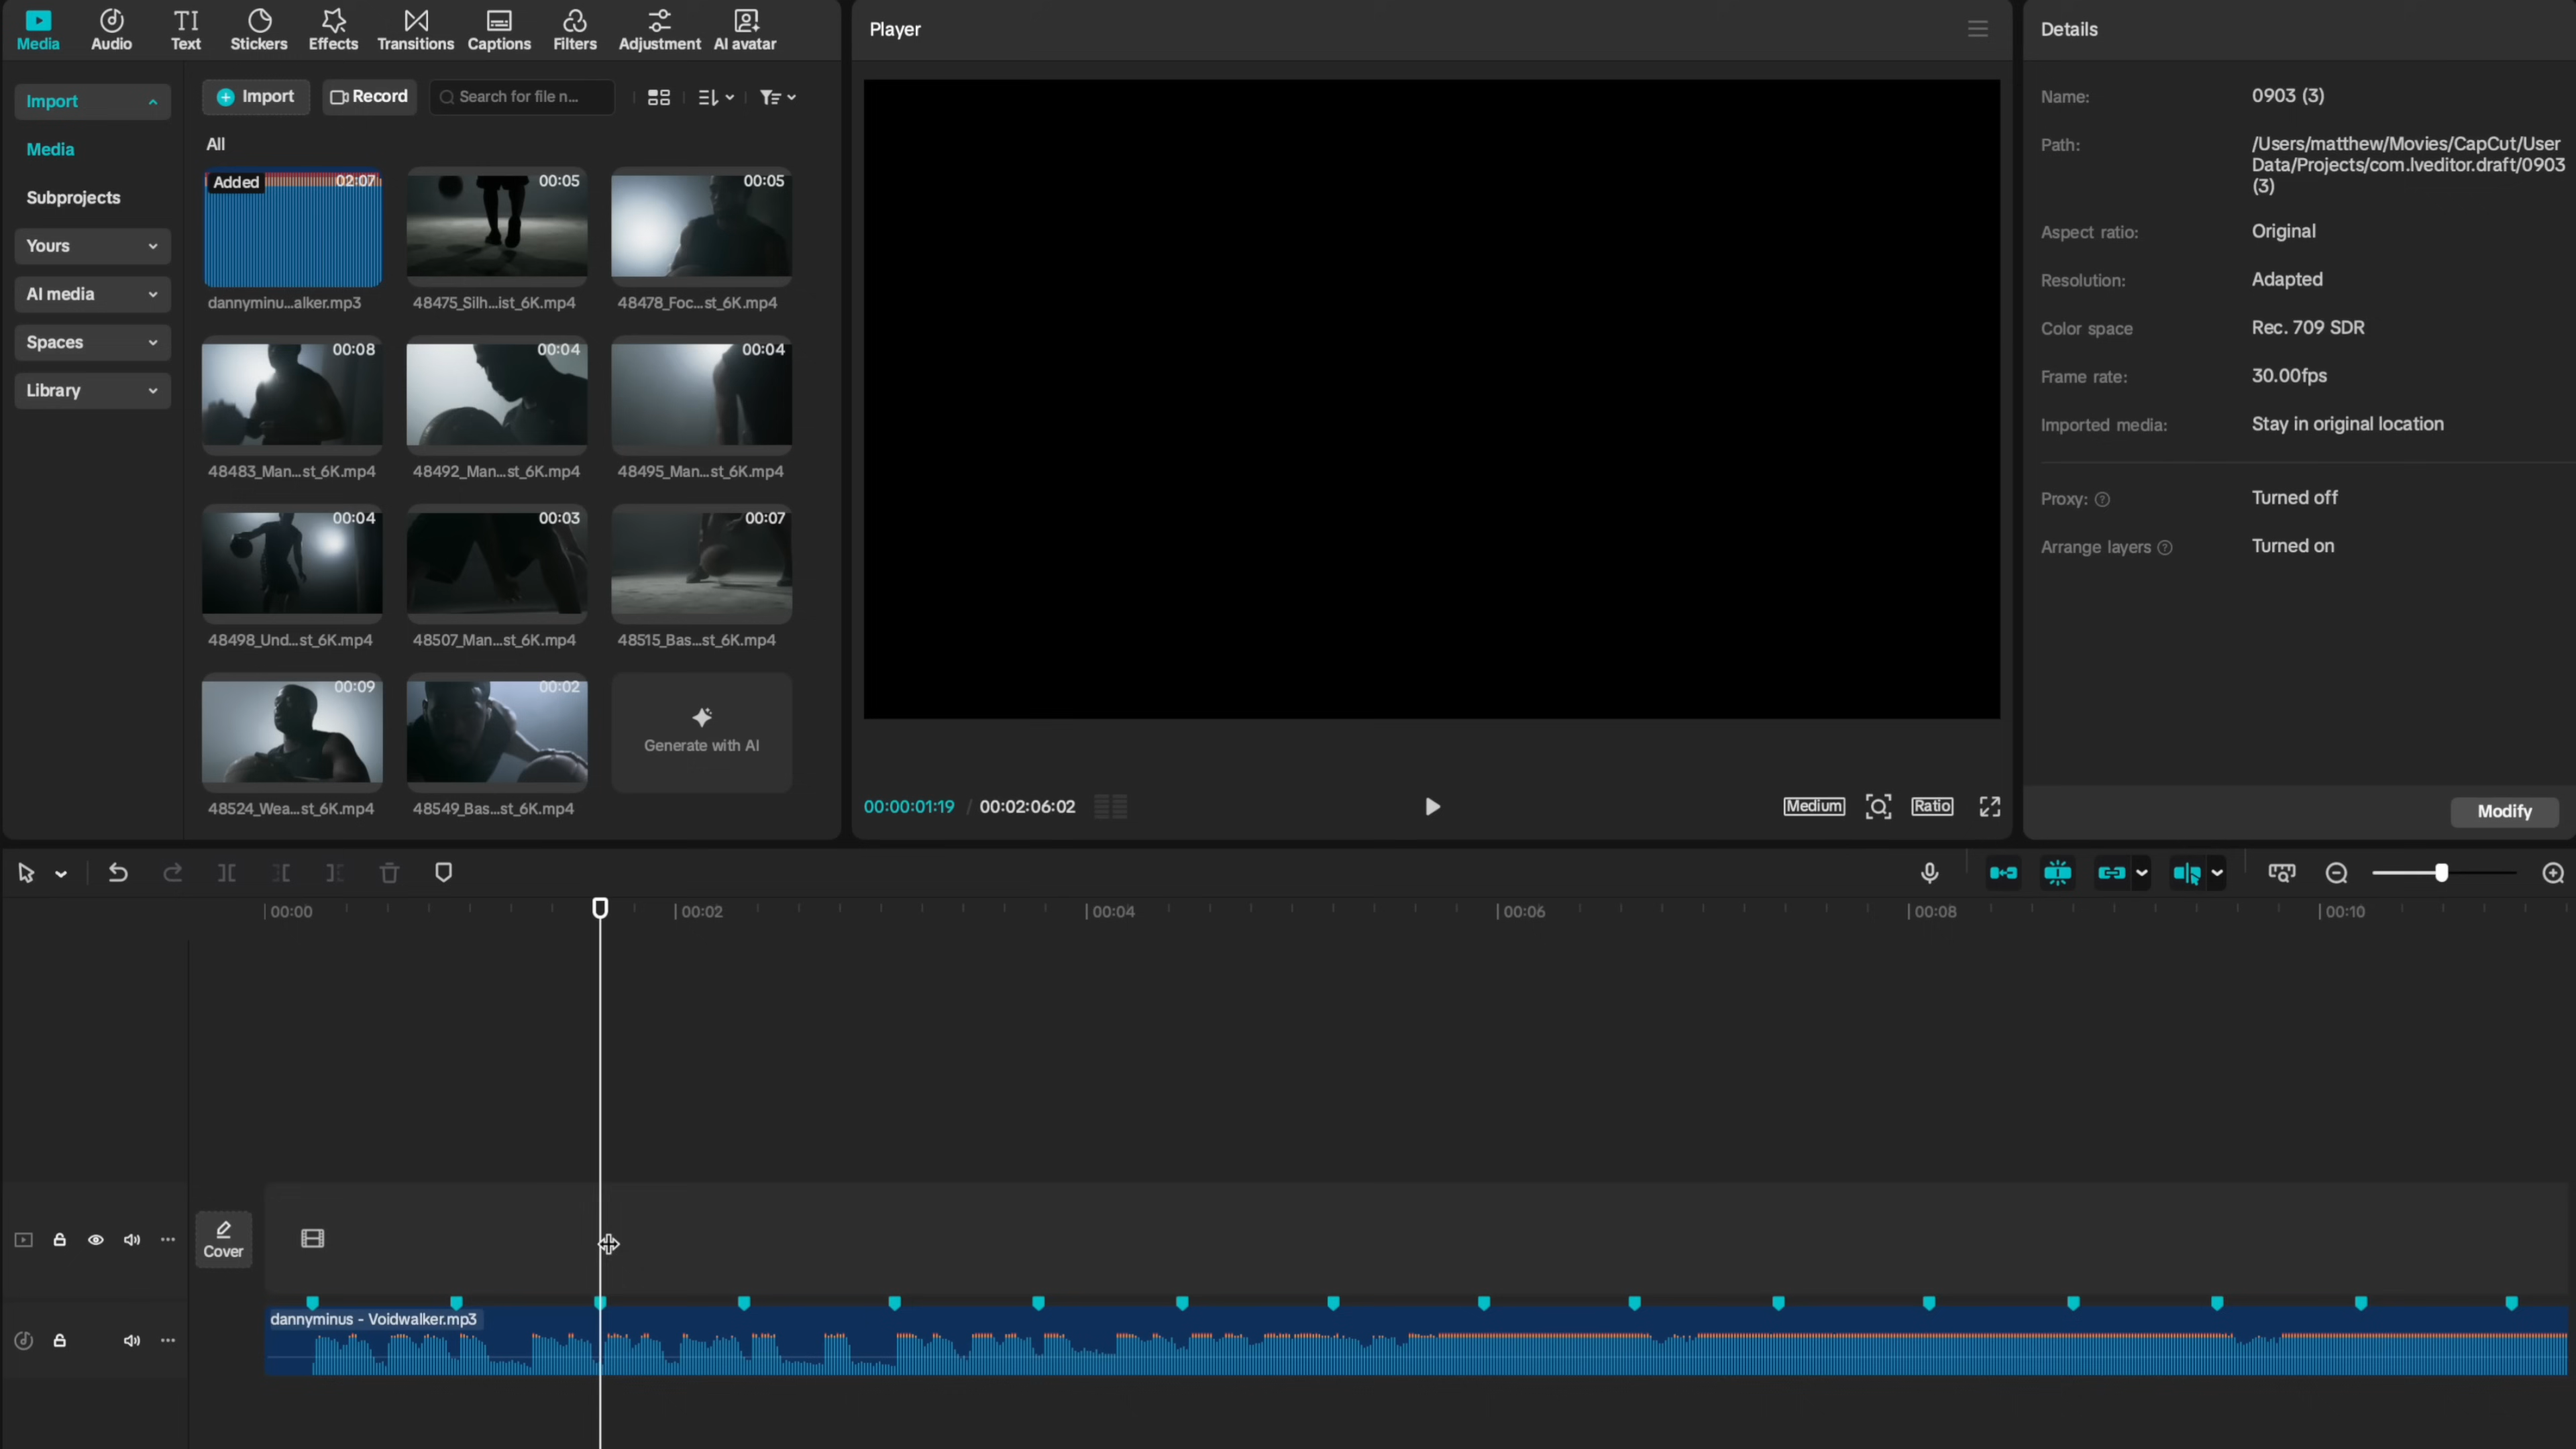 Media
Audio
Text
Stickers
Effects
Transitions
Captions
Filters
Adjustment
AI avatar
Import
Media
Subprojects
Yours
AI media
Spaces
Library
Import
Record
Search for file n...
All
Added
02:07
dannyminu...alker.mp3
00:05
48475_Silh...ist_6K.mp4
00:05
48478_Foc...st_6K.mp4
00:08
48483_Man...st_6K.mp4
00:04
48492_Man...st_6K.mp4
00:04
48495_Man...st_6K.mp4
00:04
48498_Und...st_6K.mp4
00:03
48507_Man...st_6K.mp4
00:07
48515_Bas...st_6K.mp4
00:09
48524_Wea...st_6K.mp4
00:02
48549_Bas...st_6K.mp4
Generate with AI
Player
00:00:01:19 / 00:02:06:02
Medium
Ratio
Details
Name: 0903 (3)
Path: /Users/matthew/Movies/CapCut/User
Data/Projects/com.lveditor.draft/0903
(3)
Aspect ratio: Original
Resolution: Adapted
Color space Rec. 709 SDR
Frame rate: 30.00fps
Imported media: Stay in original location
Proxy: Turned off
Arrange layers Turned on
Modify
00:00
00:02
00:04
00:06
00:08
00:10
Cover
dannyminus - Voidwalker.mp3